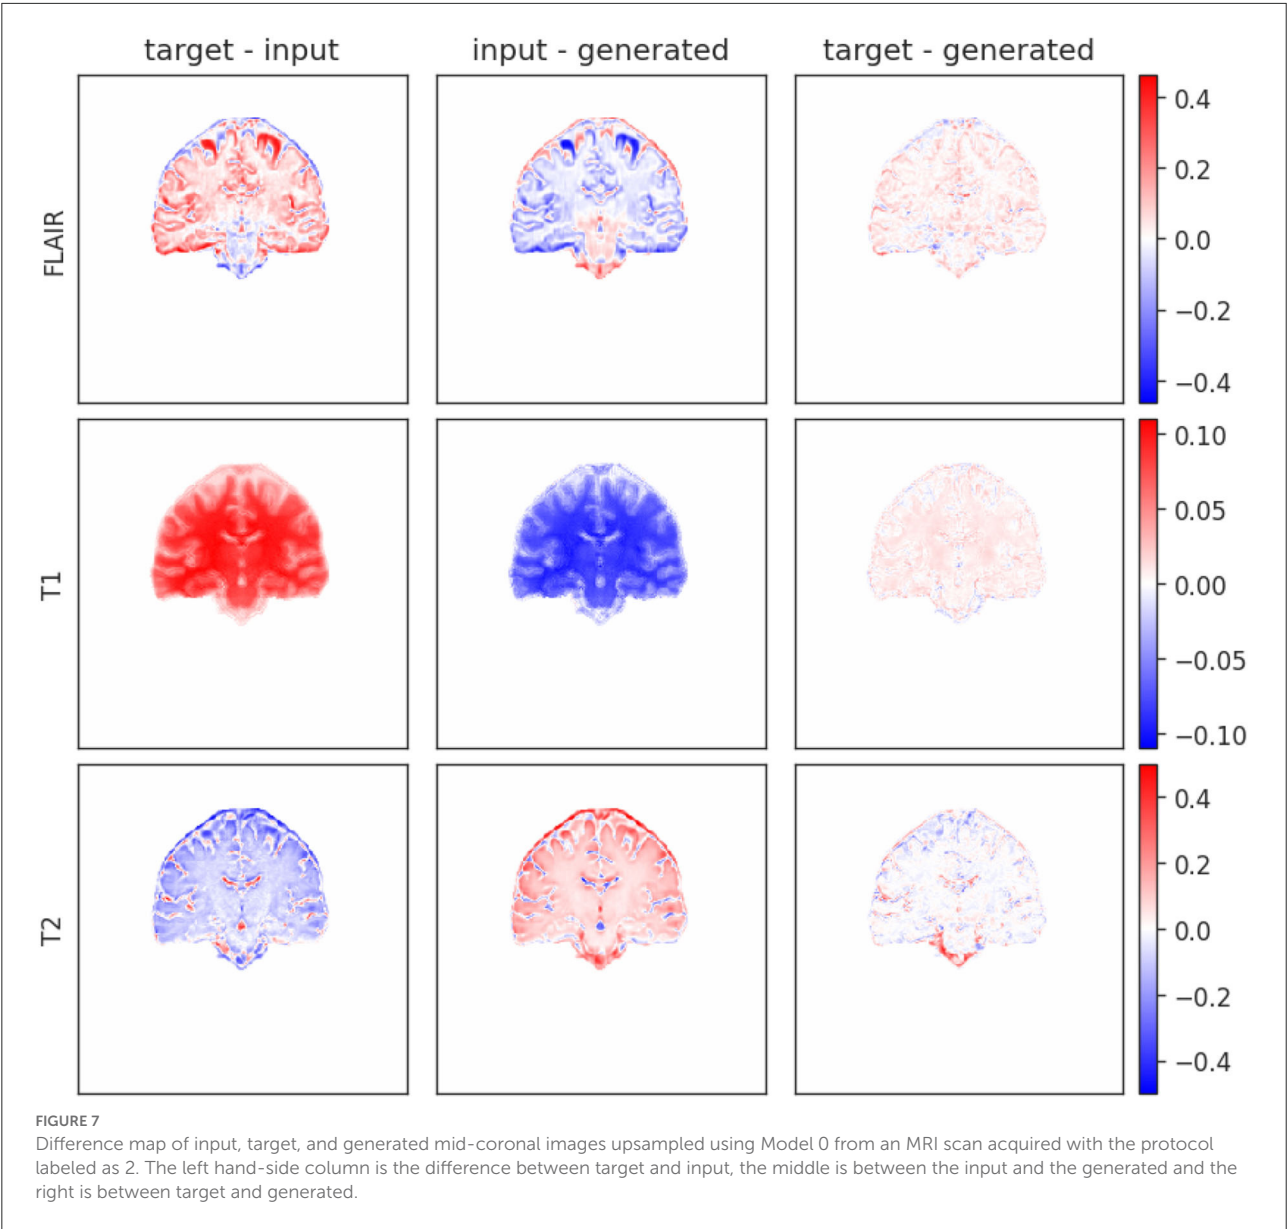 target - input
input - generated
target - generated
FLAIR
0.4
0.2
0.0
−0.2
−0.4
T1
0.10
0.05
0.00
−0.05
−0.10
T2
0.4
0.2
0.0
−0.2
−0.4
FIGURE 7
Difference map of input, target, and generated mid-coronal images upsampled using Model 0 from an MRI scan acquired with the protocol
labeled as 2. The left hand-side column is the difference between target and input, the middle is between the input and the generated and the
right is between target and generated.